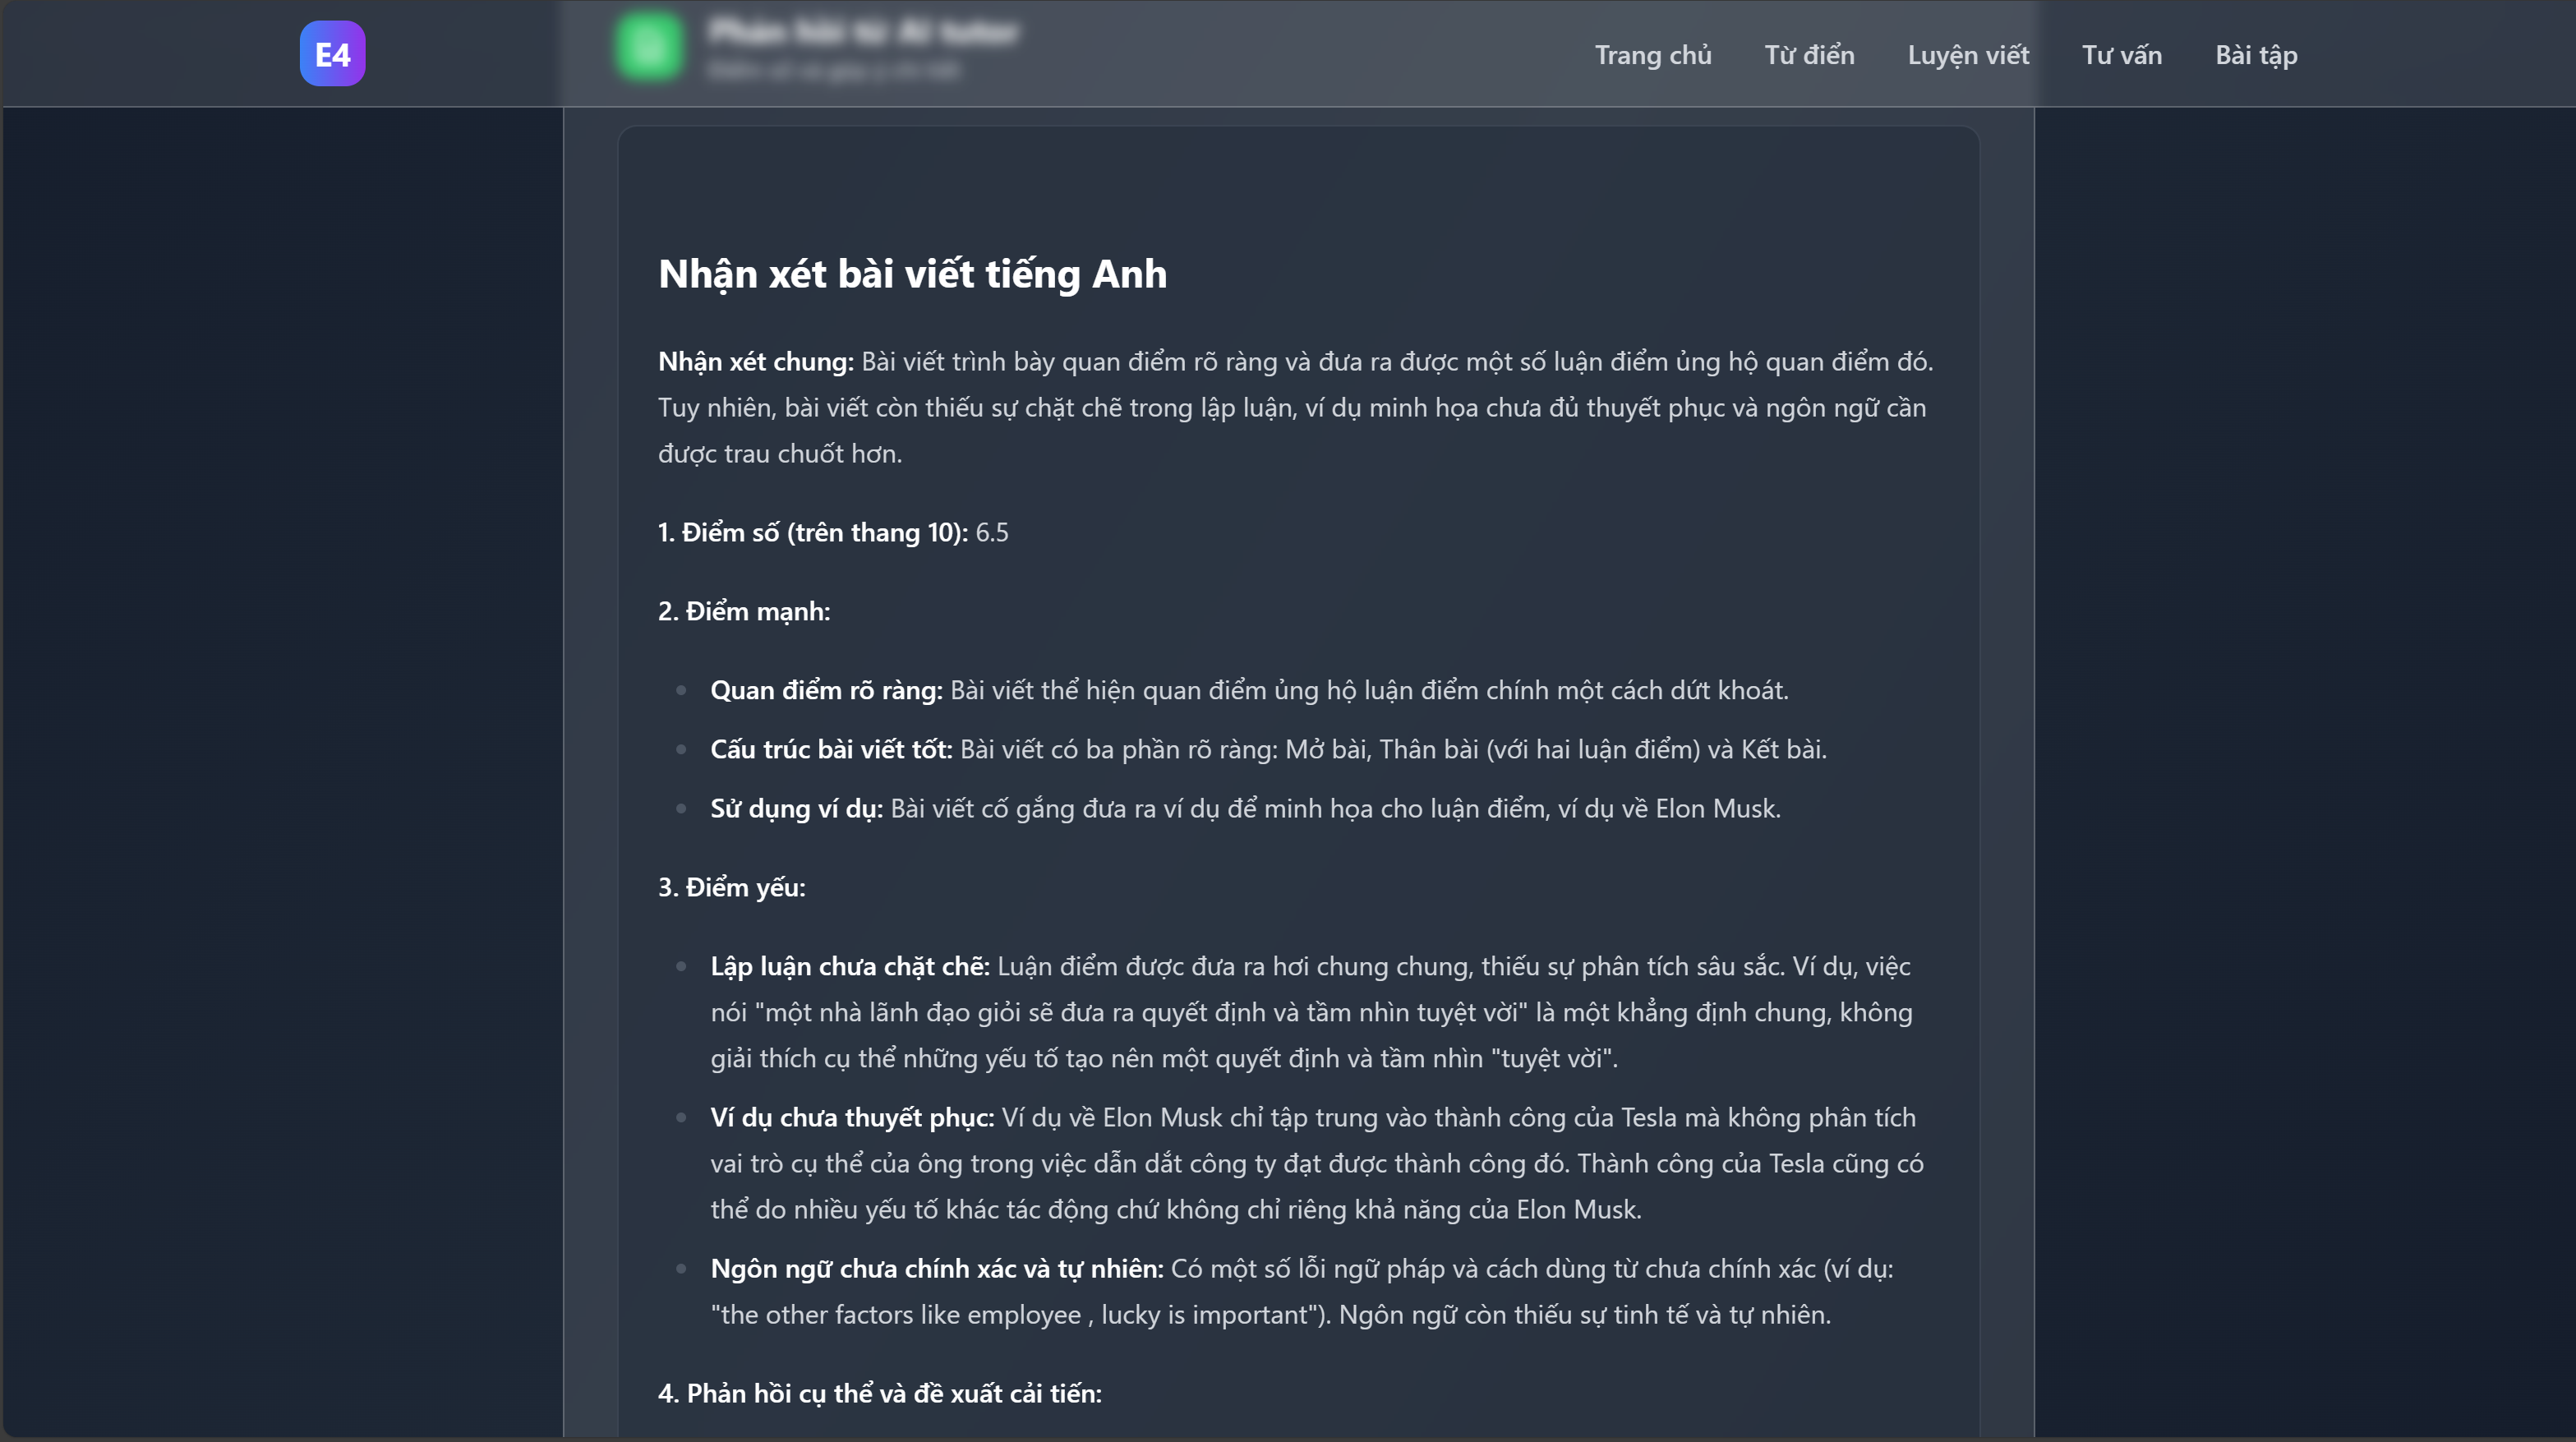 E4
Phản hồi từ AI tutor
Trang chủ
Từ điển
Luyện viết
Tư vấn
Bài tập
Nhận xét bài viết tiếng Anh
Nhận xét chung: Bài viết trình bày quan điểm rõ ràng và đưa ra được một số luận điểm ủng hộ quan điểm đó.
Tuy nhiên, bài viết còn thiếu sự chặt chẽ trong lập luận, ví dụ minh họa chưa đủ thuyết phục và ngôn ngữ cần
được trau chuốt hơn.
1. Điểm số (trên thang 10): 6.5
2. Điểm mạnh:
Quan điểm rõ ràng: Bài viết thể hiện quan điểm ủng hộ luận điểm chính một cách dứt khoát.
Cấu trúc bài viết tốt: Bài viết có ba phần rõ ràng: Mở bài, Thân bài (với hai luận điểm) và Kết bài.
Sử dụng ví dụ: Bài viết cố gắng đưa ra ví dụ để minh họa cho luận điểm, ví dụ về Elon Musk.
3. Điểm yếu:
Lập luận chưa chặt chẽ: Luận điểm được đưa ra hơi chung chung, thiếu sự phân tích sâu sắc. Ví dụ, việc
nói "một nhà lãnh đạo giỏi sẽ đưa ra quyết định và tầm nhìn tuyệt vời" là một khẳng định chung, không
giải thích cụ thể những yếu tố tạo nên một quyết định và tầm nhìn "tuyệt vời".
Ví dụ chưa thuyết phục: Ví dụ về Elon Musk chỉ tập trung vào thành công của Tesla mà không phân tích
vai trò cụ thể của ông trong việc dẫn dắt công ty đạt được thành công đó. Thành công của Tesla cũng có
thể do nhiều yếu tố khác tác động chứ không chỉ riêng khả năng của Elon Musk.
Ngôn ngữ chưa chính xác và tự nhiên: Có một số lỗi ngữ pháp và cách dùng từ chưa chính xác (ví dụ:
"the other factors like employee , lucky is important"). Ngôn ngữ còn thiếu sự tinh tế và tự nhiên.
4. Phản hồi cụ thể và đề xuất cải tiến: